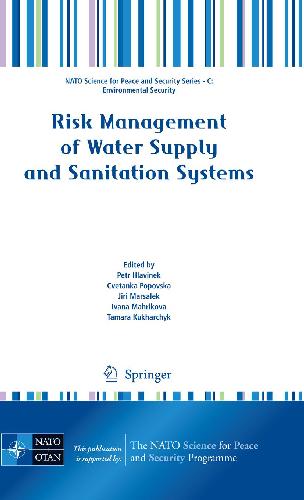 NATO Science for Peace and Security Series - C:
Environmental Security
Risk Management
of Water Supply
and Sanitation Systems
Edited by
Petr Hlavinek
Cvetanka Popovska
Jiri Marsalek
Ivana Mahrikova
Tamara Kukharchyk
Springer
NATO
OTAN
This publication
is supported by:
The NATO Science for Peace
and Security Programme